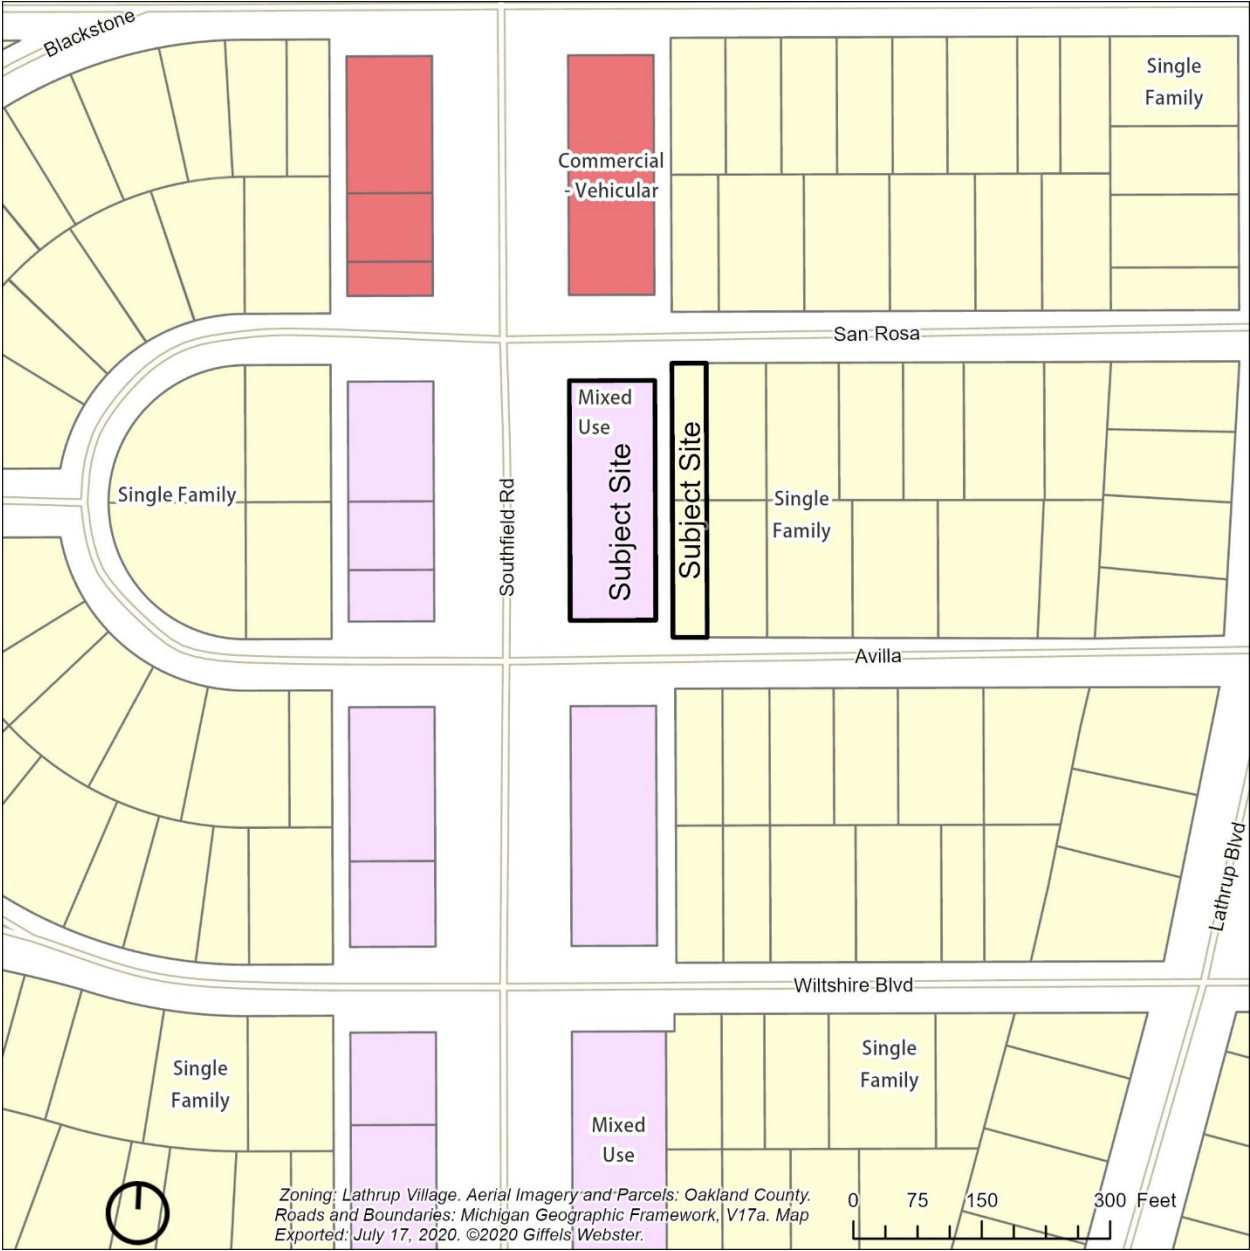 Blackstone
Single
Family
Commercial
- Vehicular
San Rosa
Mixed
Use
Subject Site
Subject Site
Single Family
Single
Family
Southfield Rd
Avilla
Lathrup Blvd
Wiltshire Blvd
Single
Family
Single
Family
Mixed
Use
Zoning: Lathrup Village. Aerial Imagery and Parcels: Oakland County.
Roads and Boundaries: Michigan Geographic Framework, V17a. Map
Exported: July 17, 2020. ©2020 Giffels Webster.
0 75 150 300 Feet